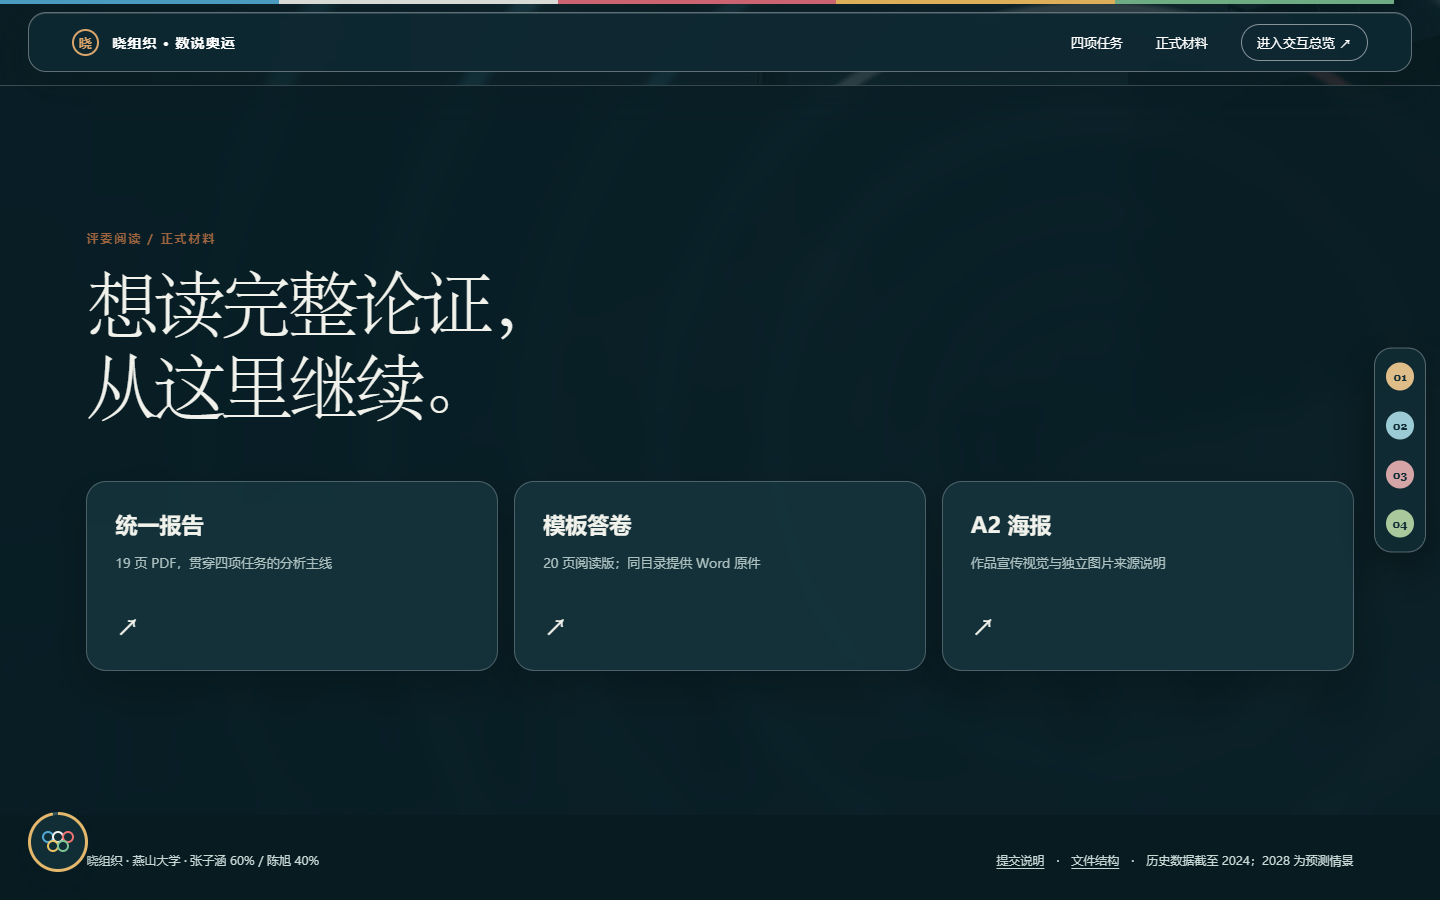 晓 晓组织 • 数说奥运 四项任务 正式材料 进入交互总览 ↗
评委阅读 / 正式材料
想读完整论证，
从这里继续。
统一报告
19 页 PDF，贯穿四项任务的分析主线
↗
模板答卷
20 页阅读版；同目录提供 Word 原件
↗
A2 海报
作品宣传视觉与独立图片来源说明
↗
01
02
03
04
晓组织 · 燕山大学 · 张子涵 60% / 陈旭 40%
提交说明 · 文件结构 · 历史数据截至 2024；2028 为预测情景